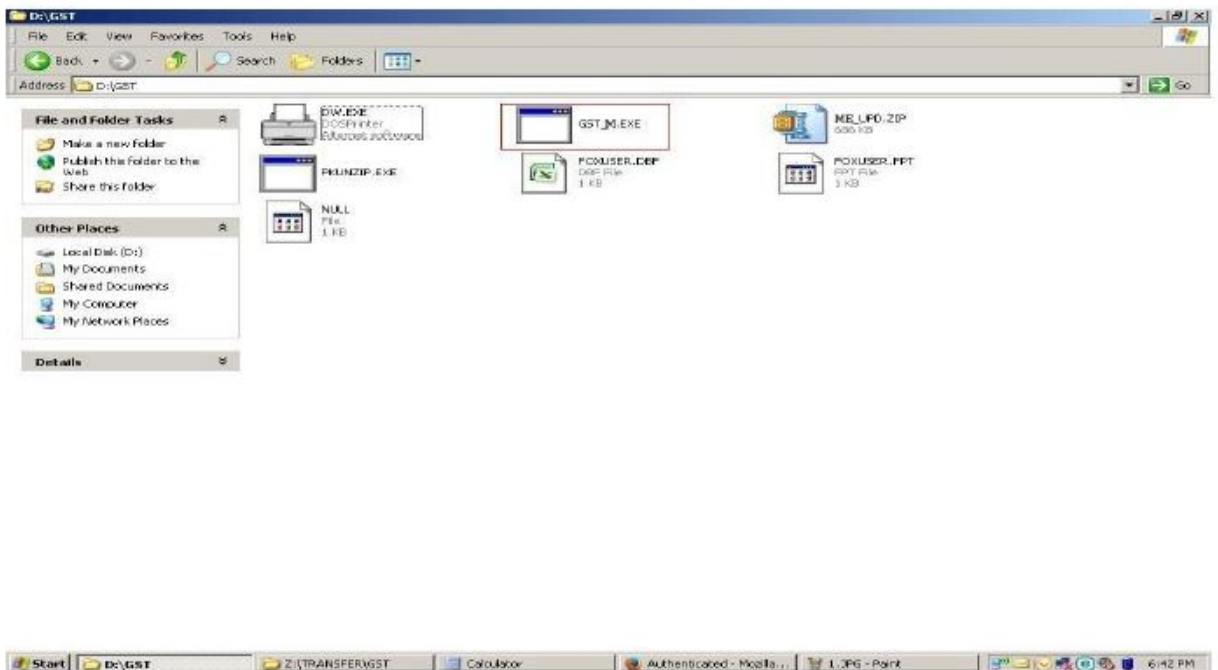 D:\GST
File Edit View Favorites Tools Help
Back Search Folders
Address D:\GST Go
File and Folder Tasks
Make a new folder
Publish this folder to the
Web
Share this folder
Other Places
Local Disk (D:)
My Documents
Shared Documents
My Computer
My Network Places
Details
DW.EXE
DOSPrinter
GST_M.EXE
MB_UPD.ZIP
PKUNZIP.EXE
FOXUSER.DBF
DBF File
1 KB
FOXUSER.FPT
FPT File
1 KB
NULL
File
1 KB
Start D:\GST Z:\TRANSFER\GST Calculator Authenticated - Mozilla... 1.JPG - Paint 6:42 PM